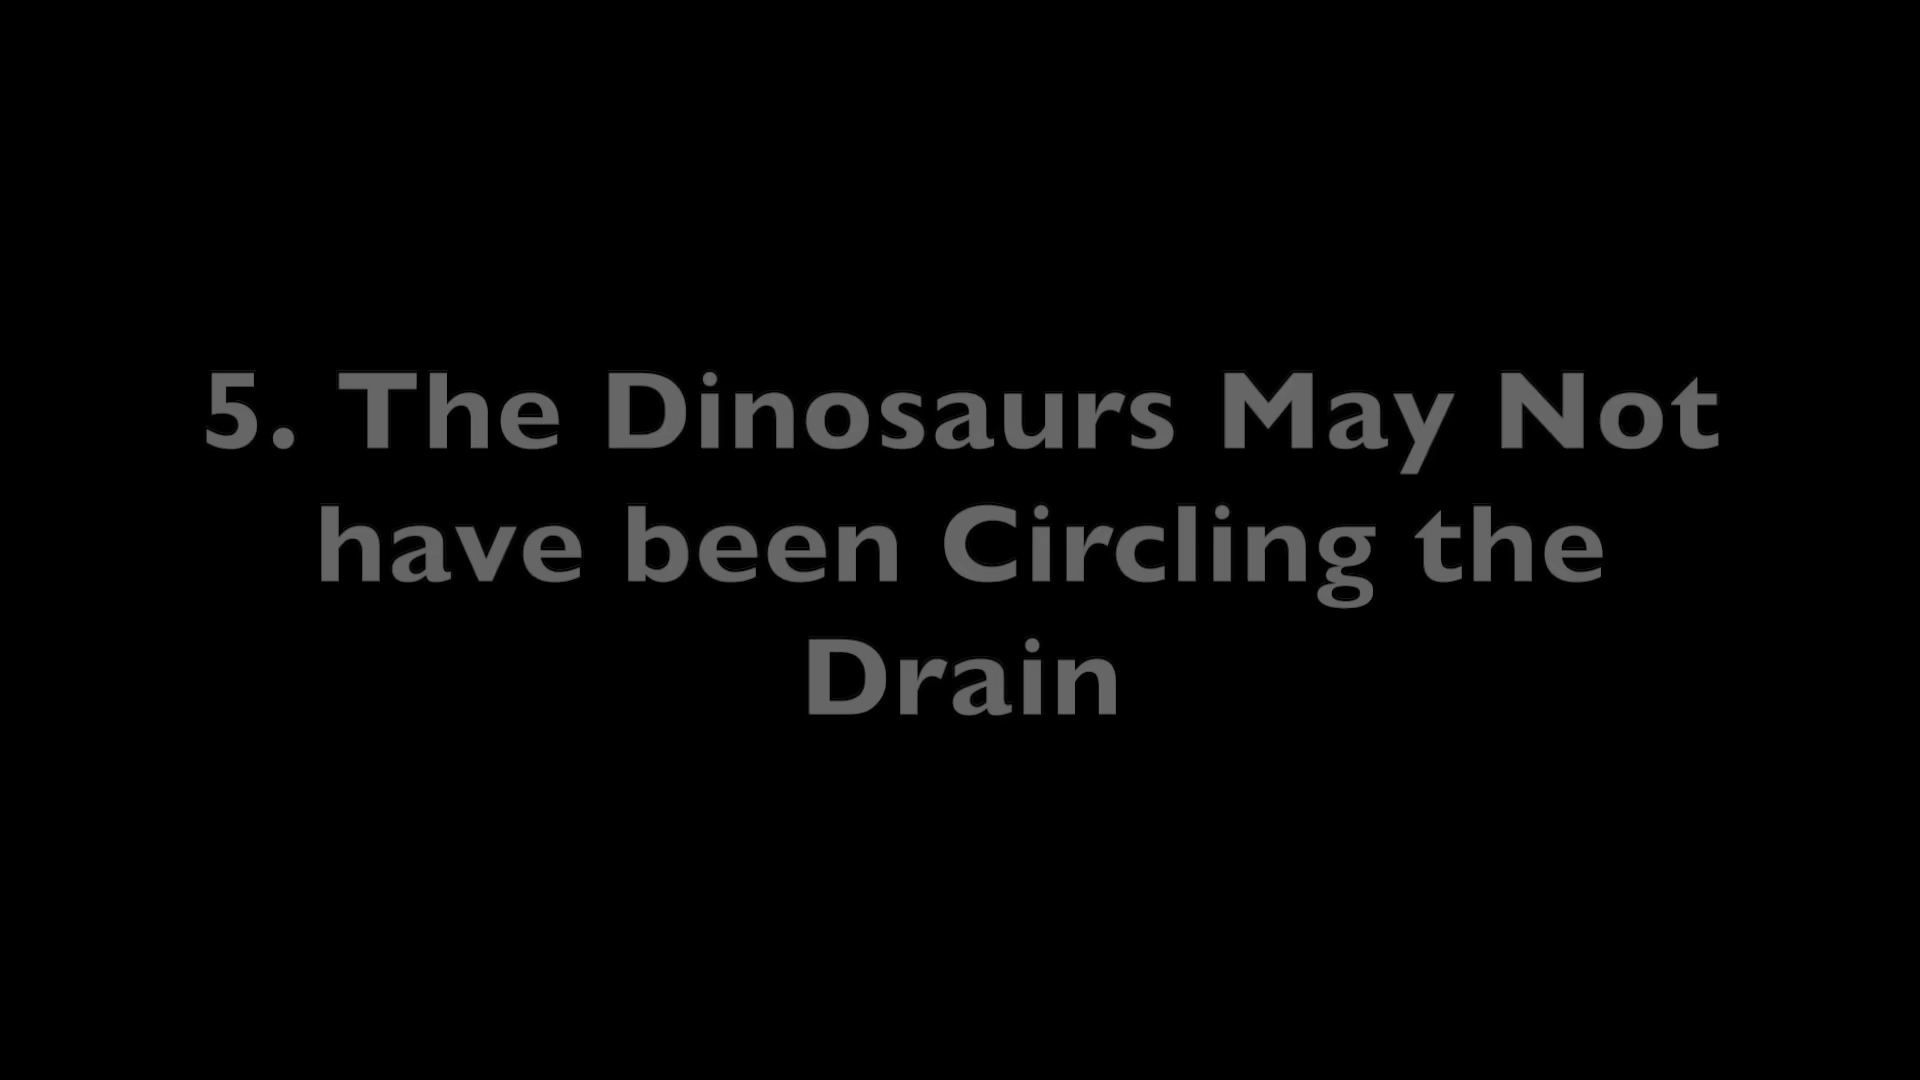 5. The Dinosaurs May Not
have been Circling the
Drain